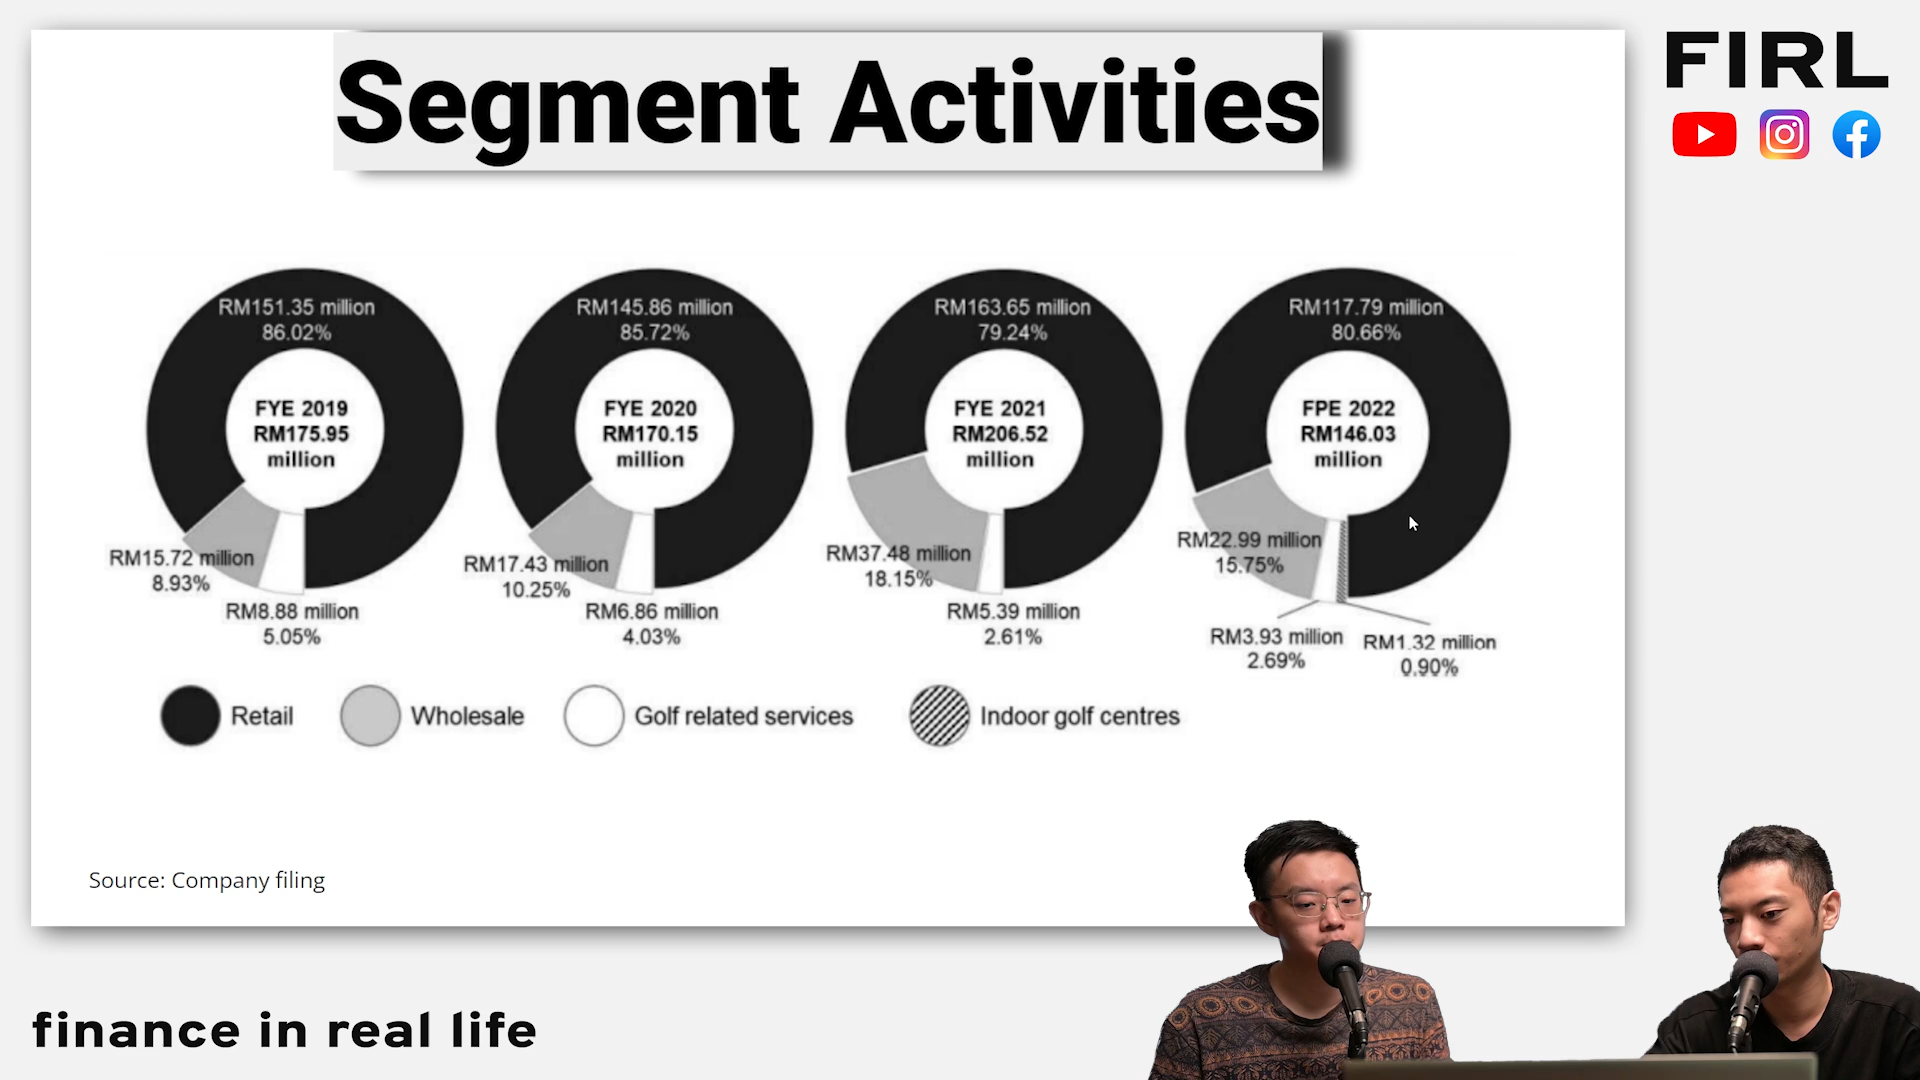 Segment Activities
FIRL
RM151.35 million
86.02%
FYE 2019
RM175.95
million
RM15.72 million
8.93%
RM8.88 million
5.05%
RM145.86 million
85.72%
FYE 2020
RM170.15
million
RM17.43 million
10.25%
RM6.86 million
4.03%
RM163.65 million
79.24%
FYE 2021
RM206.52
million
RM37.48 million
18.15%
RM5.39 million
2.61%
RM117.79 million
80.66%
FPE 2022
RM146.03
million
RM22.99 million
15.75%
RM3.93 million
2.69%
RM1.32 million
0.90%
Retail
Wholesale
Golf related services
Indoor golf centres
Source: Company filing
finance in real life